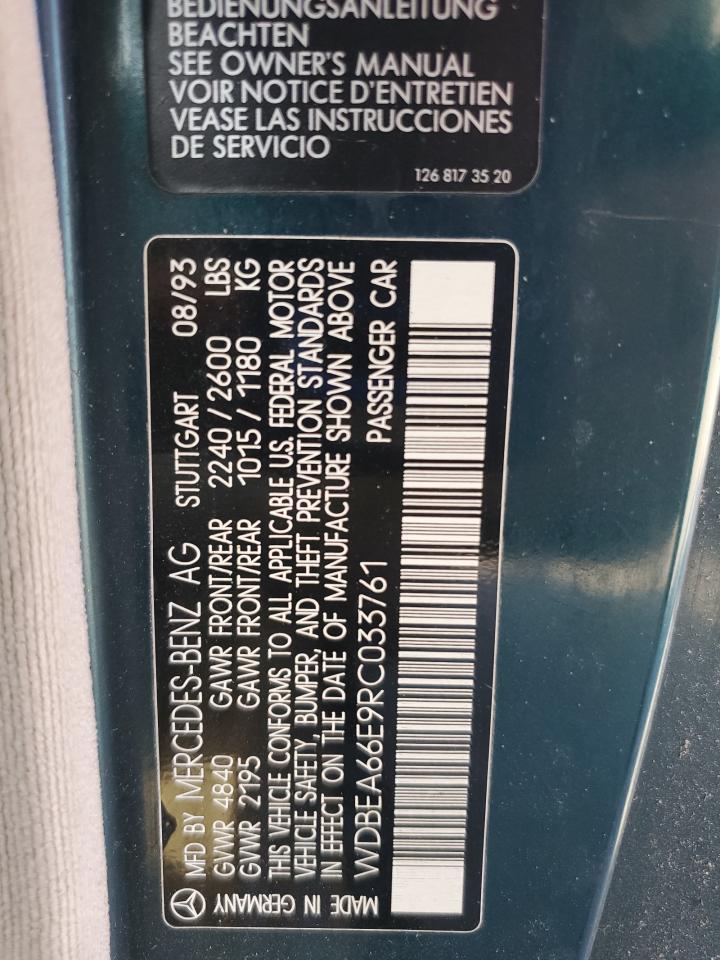 BEDIENUNGSANLEITUNG
BEACHTEN
SEE OWNER'S MANUAL
VOIR NOTICE D'ENTRETIEN
VEASE LAS INSTRUCCIONES
DE SERVICIO
126 817 35 20
MFD BY MERCEDES-BENZ AG STUTTGART 08/93
GVWR 4840 GAWR FRONT/REAR 2240 / 2600 LBS
GVWR 2195 GAWR FRONT/REAR 1015 / 1180 KG
THIS VEHICLE CONFORMS TO ALL APPLICABLE U.S. FEDERAL MOTOR
VEHICLE SAFETY, BUMPER, AND THEFT PREVENTION STANDARDS
IN EFFECT ON THE DATE OF MANUFACTURE SHOWN ABOVE
WDBEA66E9RC033761 PASSENGER CAR
MADE IN GERMANY